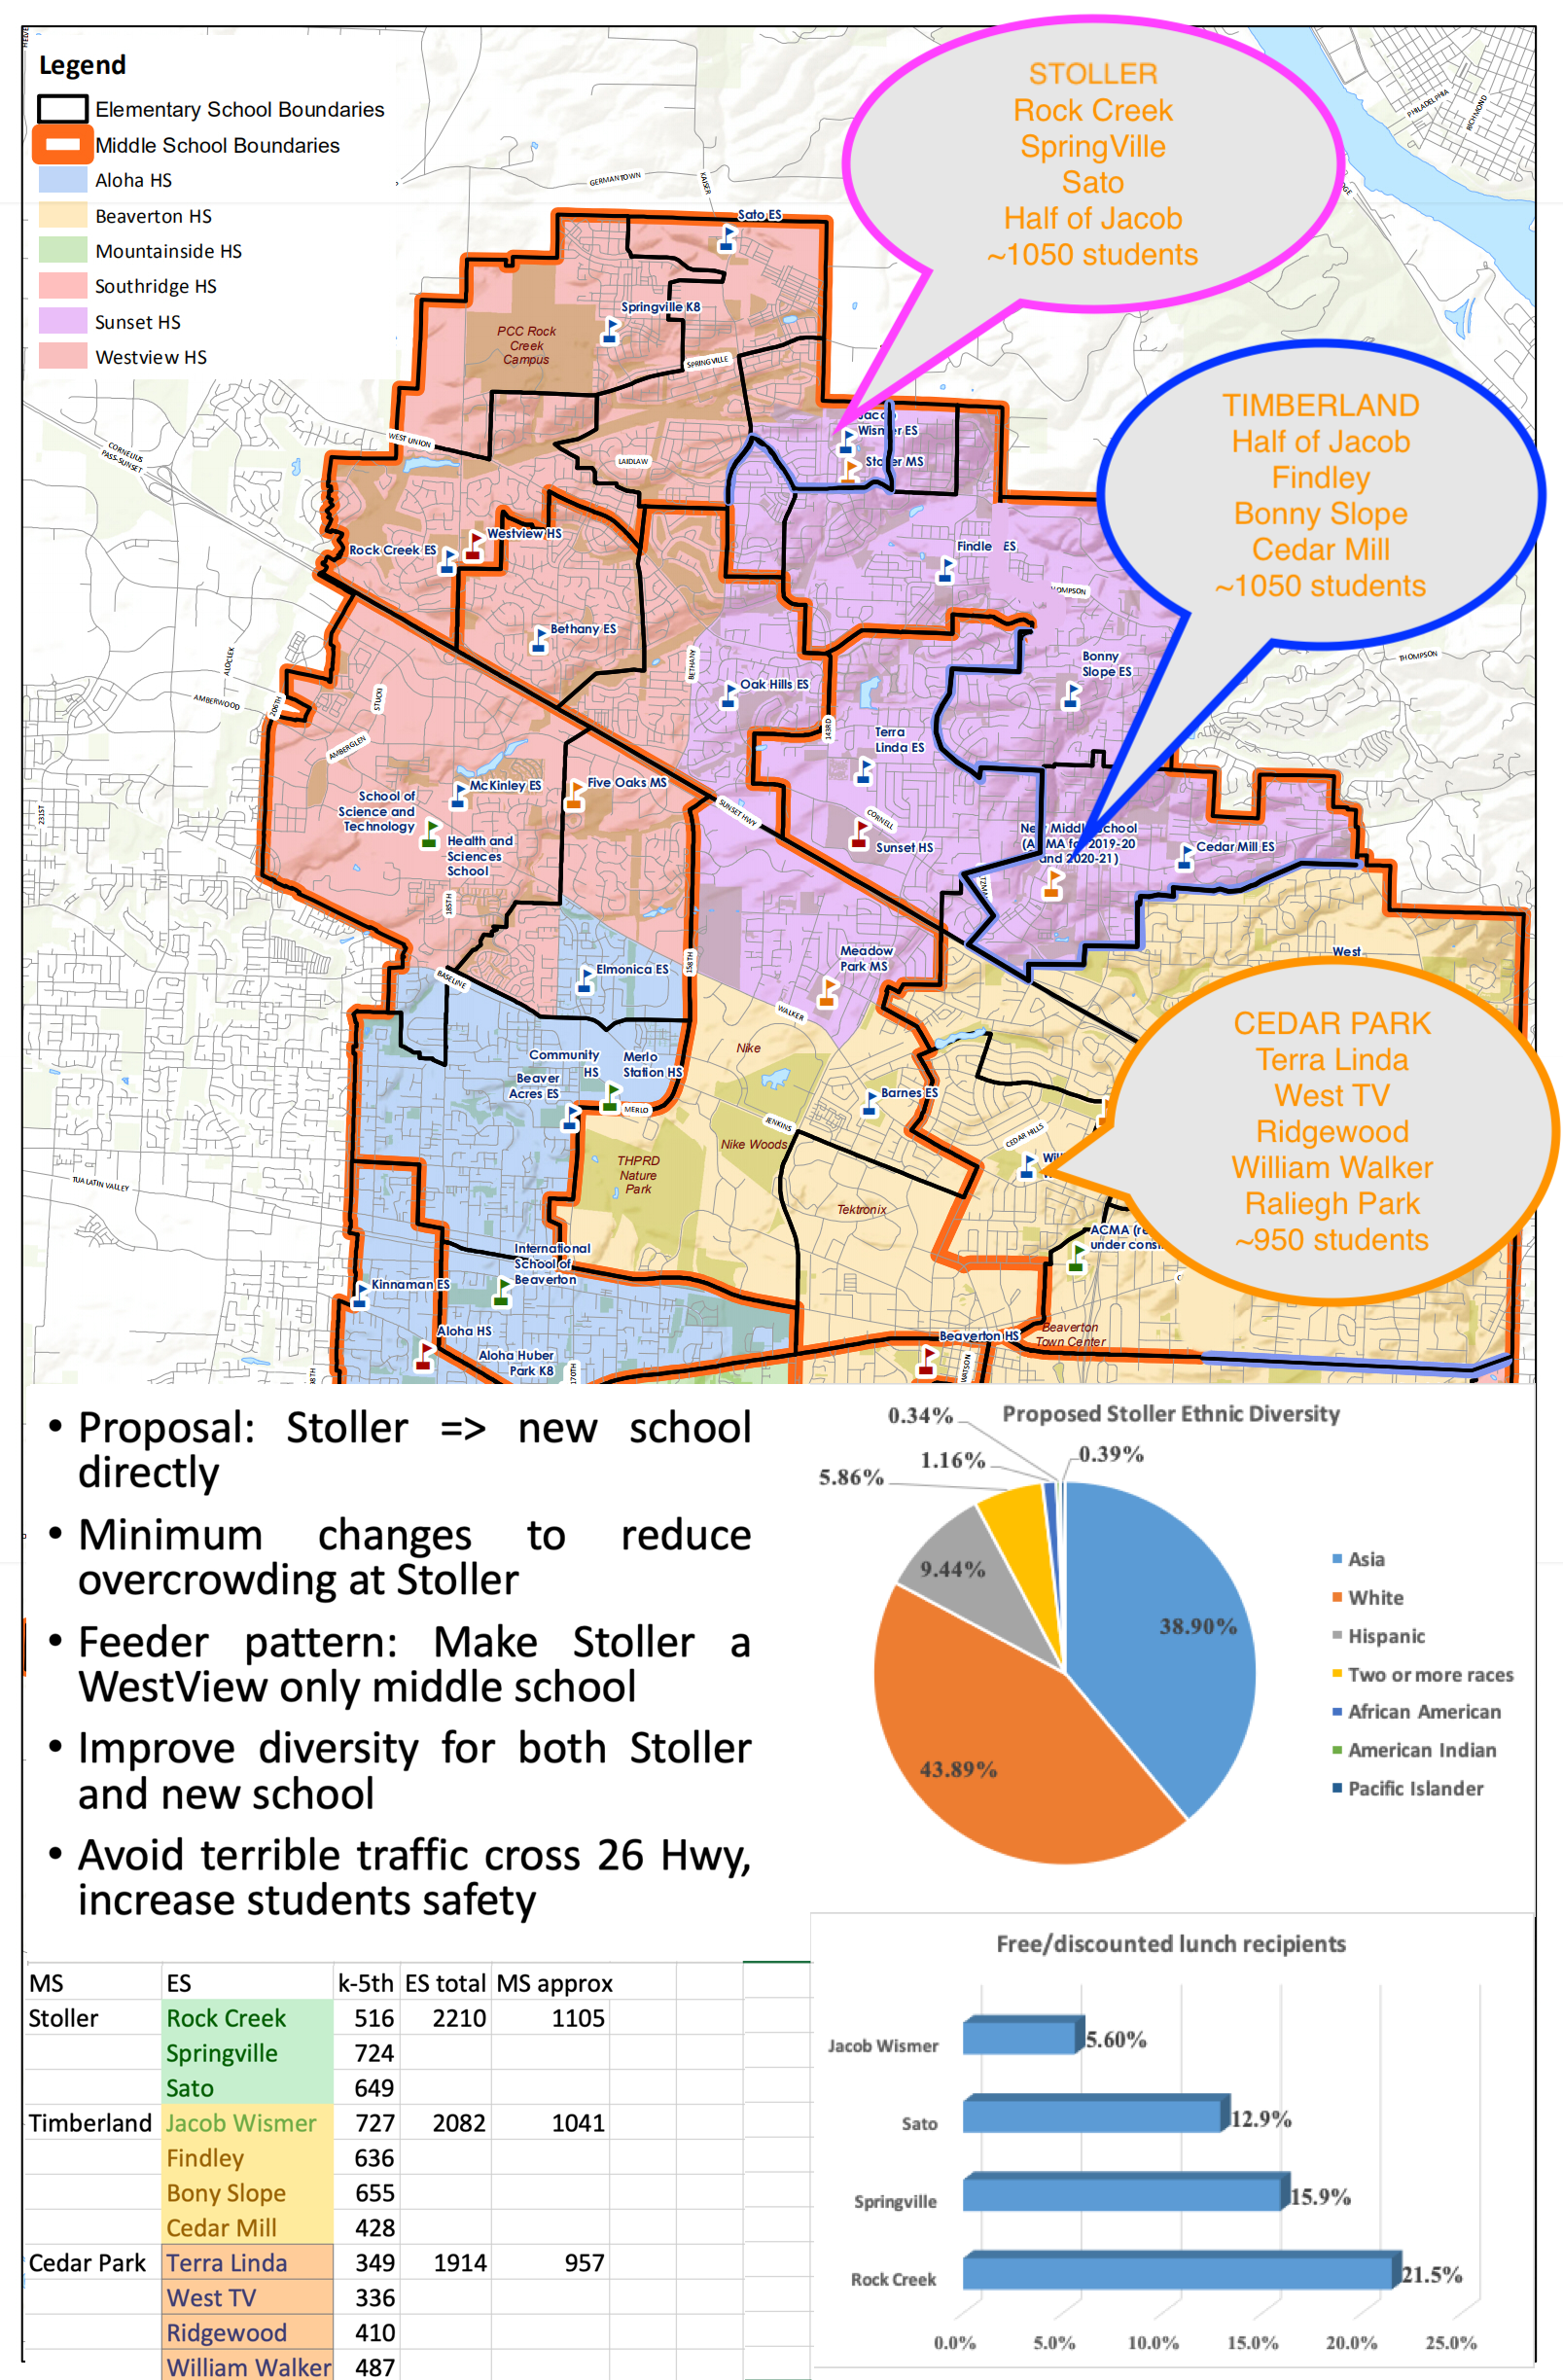 Legend
Elementary School Boundaries
Middle School Boundaries
Aloha HS
Beaverton HS
Mountainside HS
Southridge HS
Sunset HS
Westview HS
STOLLER
Rock Creek
SpringVille
Sato
Half of Jacob
~1050 students
TIMBERLAND
Half of Jacob
Findley
Bonny Slope
Cedar Mill
~1050 students
CEDAR PARK
Terra Linda
West TV
Ridgewood
William Walker
Raliegh Park
~950 students
PHILADELPHIA
RICHMOND
GERMANTOWN
KAISER
Sato ES
Springville K8
PCC Rock
Creek
Campus
SPRINGVILLE
WEST UNION
CORNELIUS
PASS-SUNSET
LAIDLAW
Jacob
Wismer ES
Stoller MS
Westview HS
Rock Creek ES
Findle ES
Bethany ES
BETHANY
Oak Hills ES
Bonny
Slope ES
THOMPSON
143RD
Terra
Linda ES
AMBERWOOD
206TH
STUCKI
AMBERGLEN
McKinley ES
Five Oaks MS
School of
Science and
Technology
Health and
Sciences
School
SUNSET HWY
CORNELL
Sunset HS
New Middle School
(ACMA for 2019-20
and 2020-21)
Cedar Mill ES
231ST
185TH
158TH
Meadow
Park MS
West
Elmonica ES
BASELINE
WALKER
Nike
Community
HS
Merlo
Station HS
Beaver
Acres ES
MERLO
Barnes ES
JENKINS
Nike Woods
CEDAR HILLS
THPRD
Nature
Park
TUALATIN VALLEY
Tektronix
ACMA
International
School of
Beaverton
Kinnaman ES
Aloha HS
Aloha Huber
Park K8
170TH
Beaverton HS
Beaverton
Town Center
WATSON
• Proposal: Stoller => new school
directly
• Minimum changes to reduce
overcrowding at Stoller
• Feeder pattern: Make Stoller a
WestView only middle school
• Improve diversity for both Stoller
and new school
• Avoid terrible traffic cross 26 Hwy,
increase students safety
Proposed Stoller Ethnic Diversity
0.34%
0.39%
1.16%
5.86%
9.44%
38.90%
43.89%
Asia
White
Hispanic
Two or more races
African American
American Indian
Pacific Islander
MS ES k-5th ES total MS approx
Stoller Rock Creek 516 2210 1105
Springville 724
Sato 649
Timberland Jacob Wismer 727 2082 1041
Findley 636
Bony Slope 655
Cedar Mill 428
Cedar Park Terra Linda 349 1914 957
West TV 336
Ridgewood 410
William Walker 487
Free/discounted lunch recipients
Jacob Wismer 5.60%
Sato 12.9%
Springville 15.9%
Rock Creek 21.5%
0.0% 5.0% 10.0% 15.0% 20.0% 25.0%